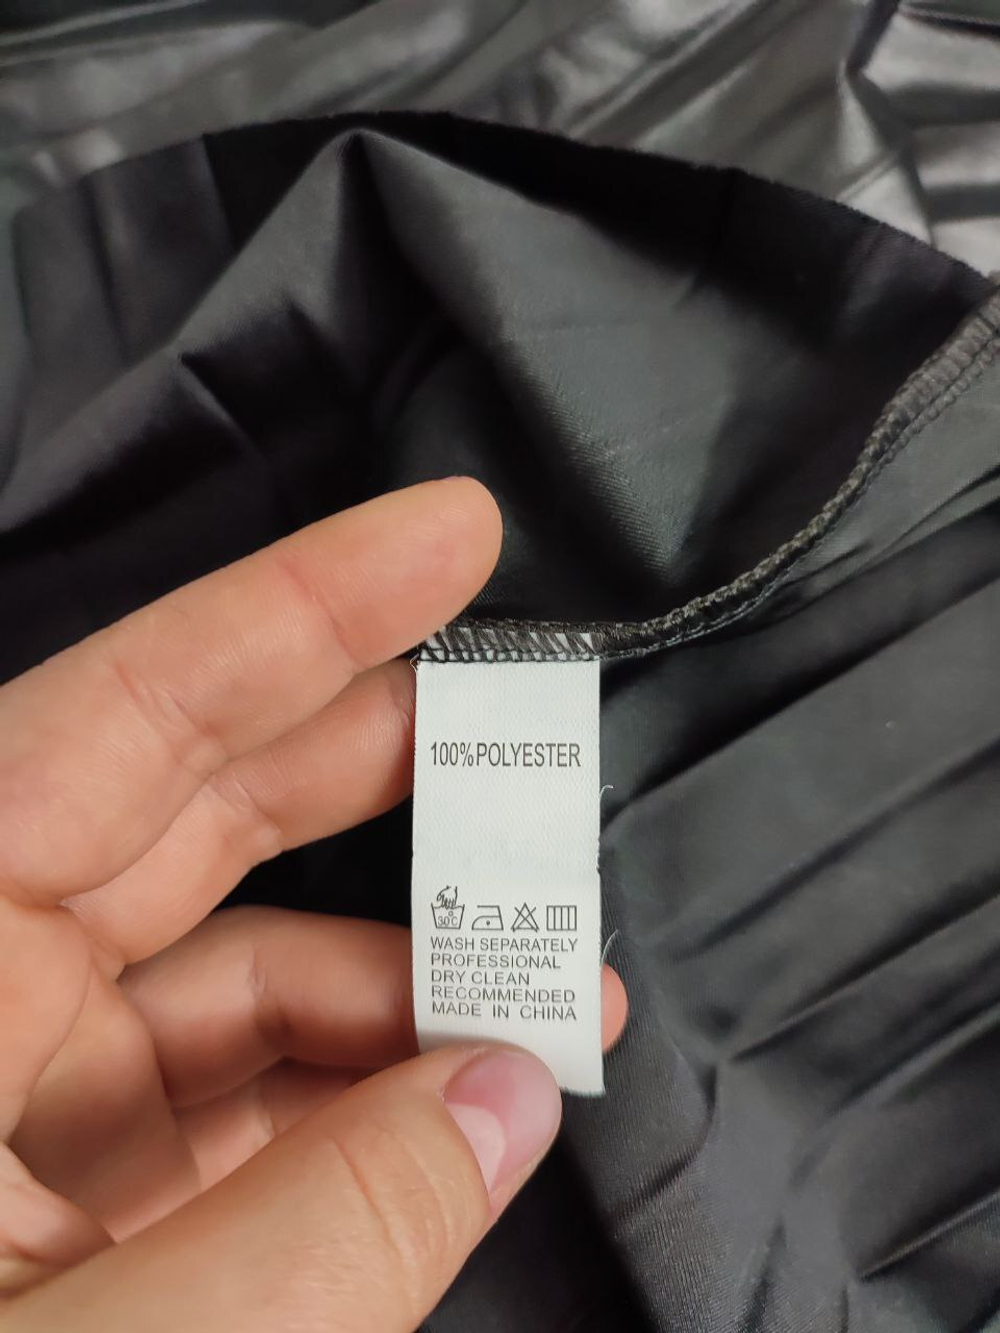 100%POLYESTER
30°C
WASH SEPARATELY
PROFESSIONAL
DRY CLEAN
RECOMMENDED
MADE IN CHINA